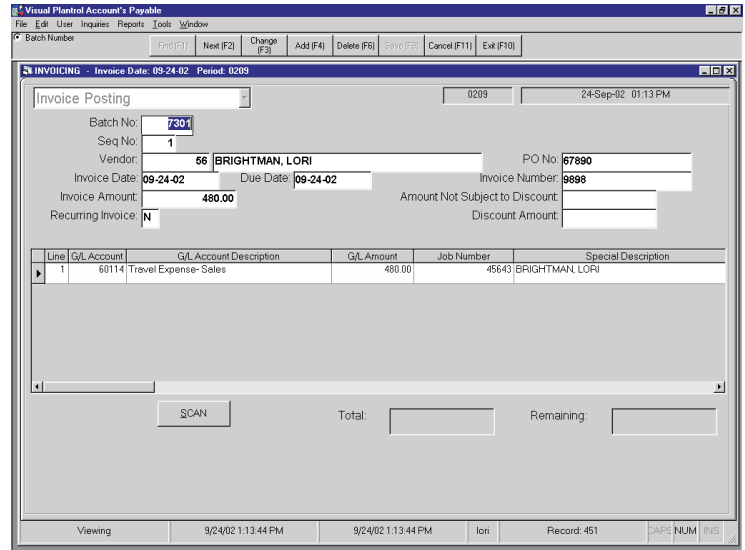 Visual Plantrol Account's Payable
File Edit User Inquiries Reports Tools Window
Batch Number Find (F1) Next (F2) Change (F3) Add (F4) Delete (F6) Save (F9) Cancel (F11) Exit (F10)
INVOICING - Invoice Date: 09-24-02 Period: 0209
Invoice Posting 0209 24-Sep-02 01:13 PM
Batch No: 7301
Seq No: 1
Vendor: 56 BRIGHTMAN, LORI PO No: 67890
Invoice Date: 09-24-02 Due Date: 09-24-02 Invoice Number: 9898
Invoice Amount: 480.00 Amount Not Subject to Discount:
Recurring Invoice: N Discount Amount:
Line G/L Account G/L Account Description G/L Amount Job Number Special Description
1 60114 Travel Expense- Sales 480.00 45643 BRIGHTMAN, LORI
SCAN Total: Remaining:
Viewing 9/24/02 1:13:44 PM 9/24/02 1:13:44 PM lori Record: 451 CAPS NUM INS